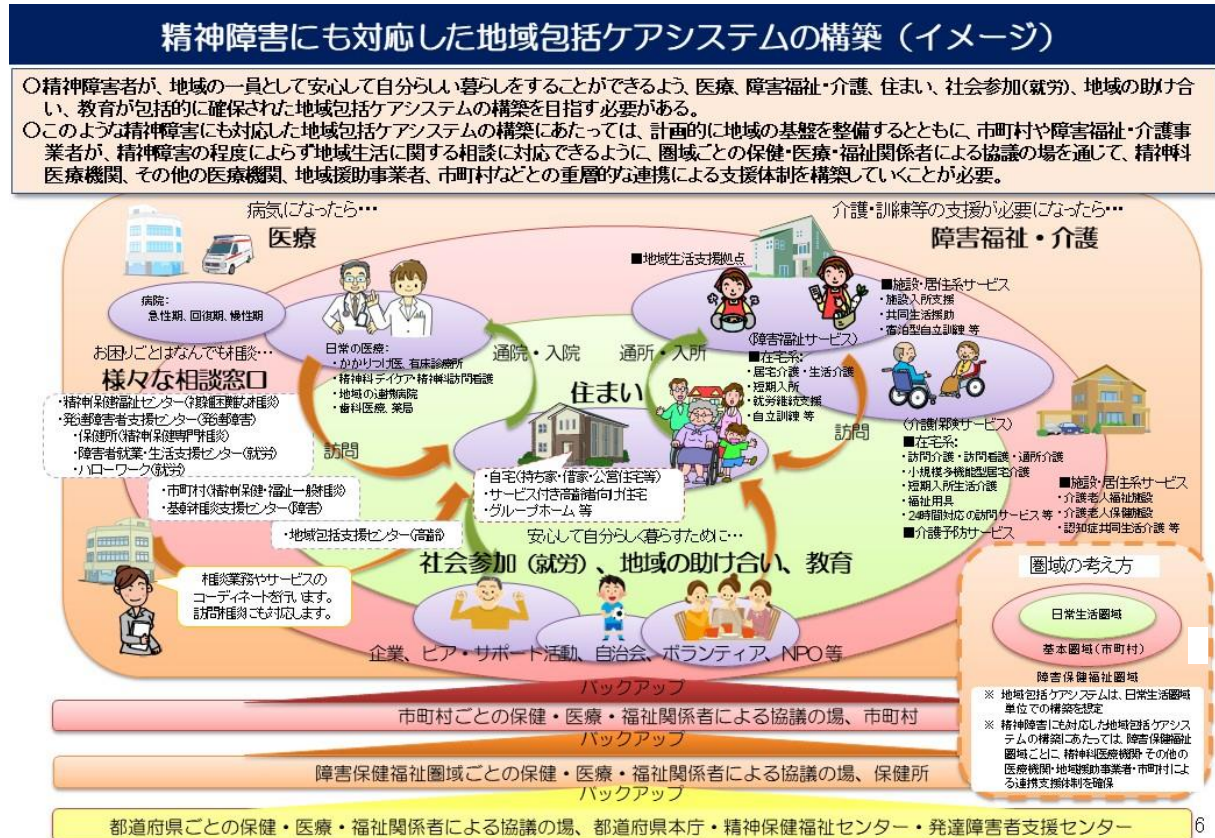 精神障害にも対応した地域包括ケアシステムの構築（イメージ）
○精神障害者が、地域の一員として安心して自分らしい暮らしをすることができるよう、医療、障害福祉・介護、住まい、社会参加(就労)、地域の助け合
い、教育が包括的に確保された地域包括ケアシステムの構築を目指す必要がある。
○このような精神障害にも対応した地域包括ケアシステムの構築にあたっては、計画的に地域の基盤を整備するとともに、市町村や障害福祉・介護事
業者が、精神障害の程度によらず地域生活に関する相談に対応できるように、圏域ごとの保健・医療・福祉関係者による協議の場を通じて、精神科
医療機関、その他の医療機関、地域援助事業者、市町村などとの重層的な連携による支援体制を構築していくことが必要。
病気になったら…
医療
病院：
急性期、回復期、慢性期
日常の医療：
・かかりつけ医、有床診療所
・精神科デイケア・精神科訪問看護
・地域の連携病院
・歯科医療、薬局
通院・入院
通所・入所
介護・訓練等の支援が必要になったら…
障害福祉・介護
■地域生活支援拠点
■施設・居住系サービス
・施設入所支援
・共同生活援助
・宿泊型自立訓練 等
(障害福祉サービス)
■在宅系：
・居宅介護・生活介護
・短期入所
・就労継続支援
・自立訓練 等
訪問
(介護保険サービス)
■在宅系：
・訪問介護・訪問看護・通所介護
・小規模多機能型居宅介護
・短期入所生活介護
・福祉用具
・24時間対応の訪問サービス 等
■介護予防サービス
■施設・居住系サービス
・介護老人福祉施設
・介護老人保健施設
・認知症共同生活介護 等
お困りごとはなんでも相談…
様々な相談窓口
・精神保健福祉センター(複雑困難な相談)
・発達障害者支援センター(発達障害)
・保健所(精神保健専門相談)
・障害者就業・生活支援センター(就労)
・ハローワーク(就労)
訪問
・市町村(精神保健・福祉一般相談)
・基幹相談支援センター(障害)
・地域包括支援センター(高齢)
相談業務やサービスの
コーディネートを行います。
訪問相談にも対応します。
住まい
・自宅(持ち家・借家・公営住宅等)
・サービス付き高齢者向け住宅
・グループホーム 等
安心して自分らしく暮らすために…
社会参加（就労）、地域の助け合い、教育
企業、ピア・サポート活動、自治会、ボランティア、NPO等
バックアップ
市町村ごとの保健・医療・福祉関係者による協議の場、市町村
バックアップ
障害保健福祉圏域ごとの保健・医療・福祉関係者による協議の場、保健所
バックアップ
都道府県ごとの保健・医療・福祉関係者による協議の場、都道府県本庁・精神保健福祉センター・発達障害者支援センター
圏域の考え方
日常生活圏域
基本圏域(市町村)
障害保健福祉圏域
※ 地域包括ケアシステムは、日常生活圏域
単位での構築を想定
※ 精神障害にも対応した地域包括ケアシス
テムの構築にあたっては、障害保健福祉
圏域ごとに、精神科医療機関・その他の
医療機関・地域援助事業者・市町村によ
る連携支援体制を確保
6